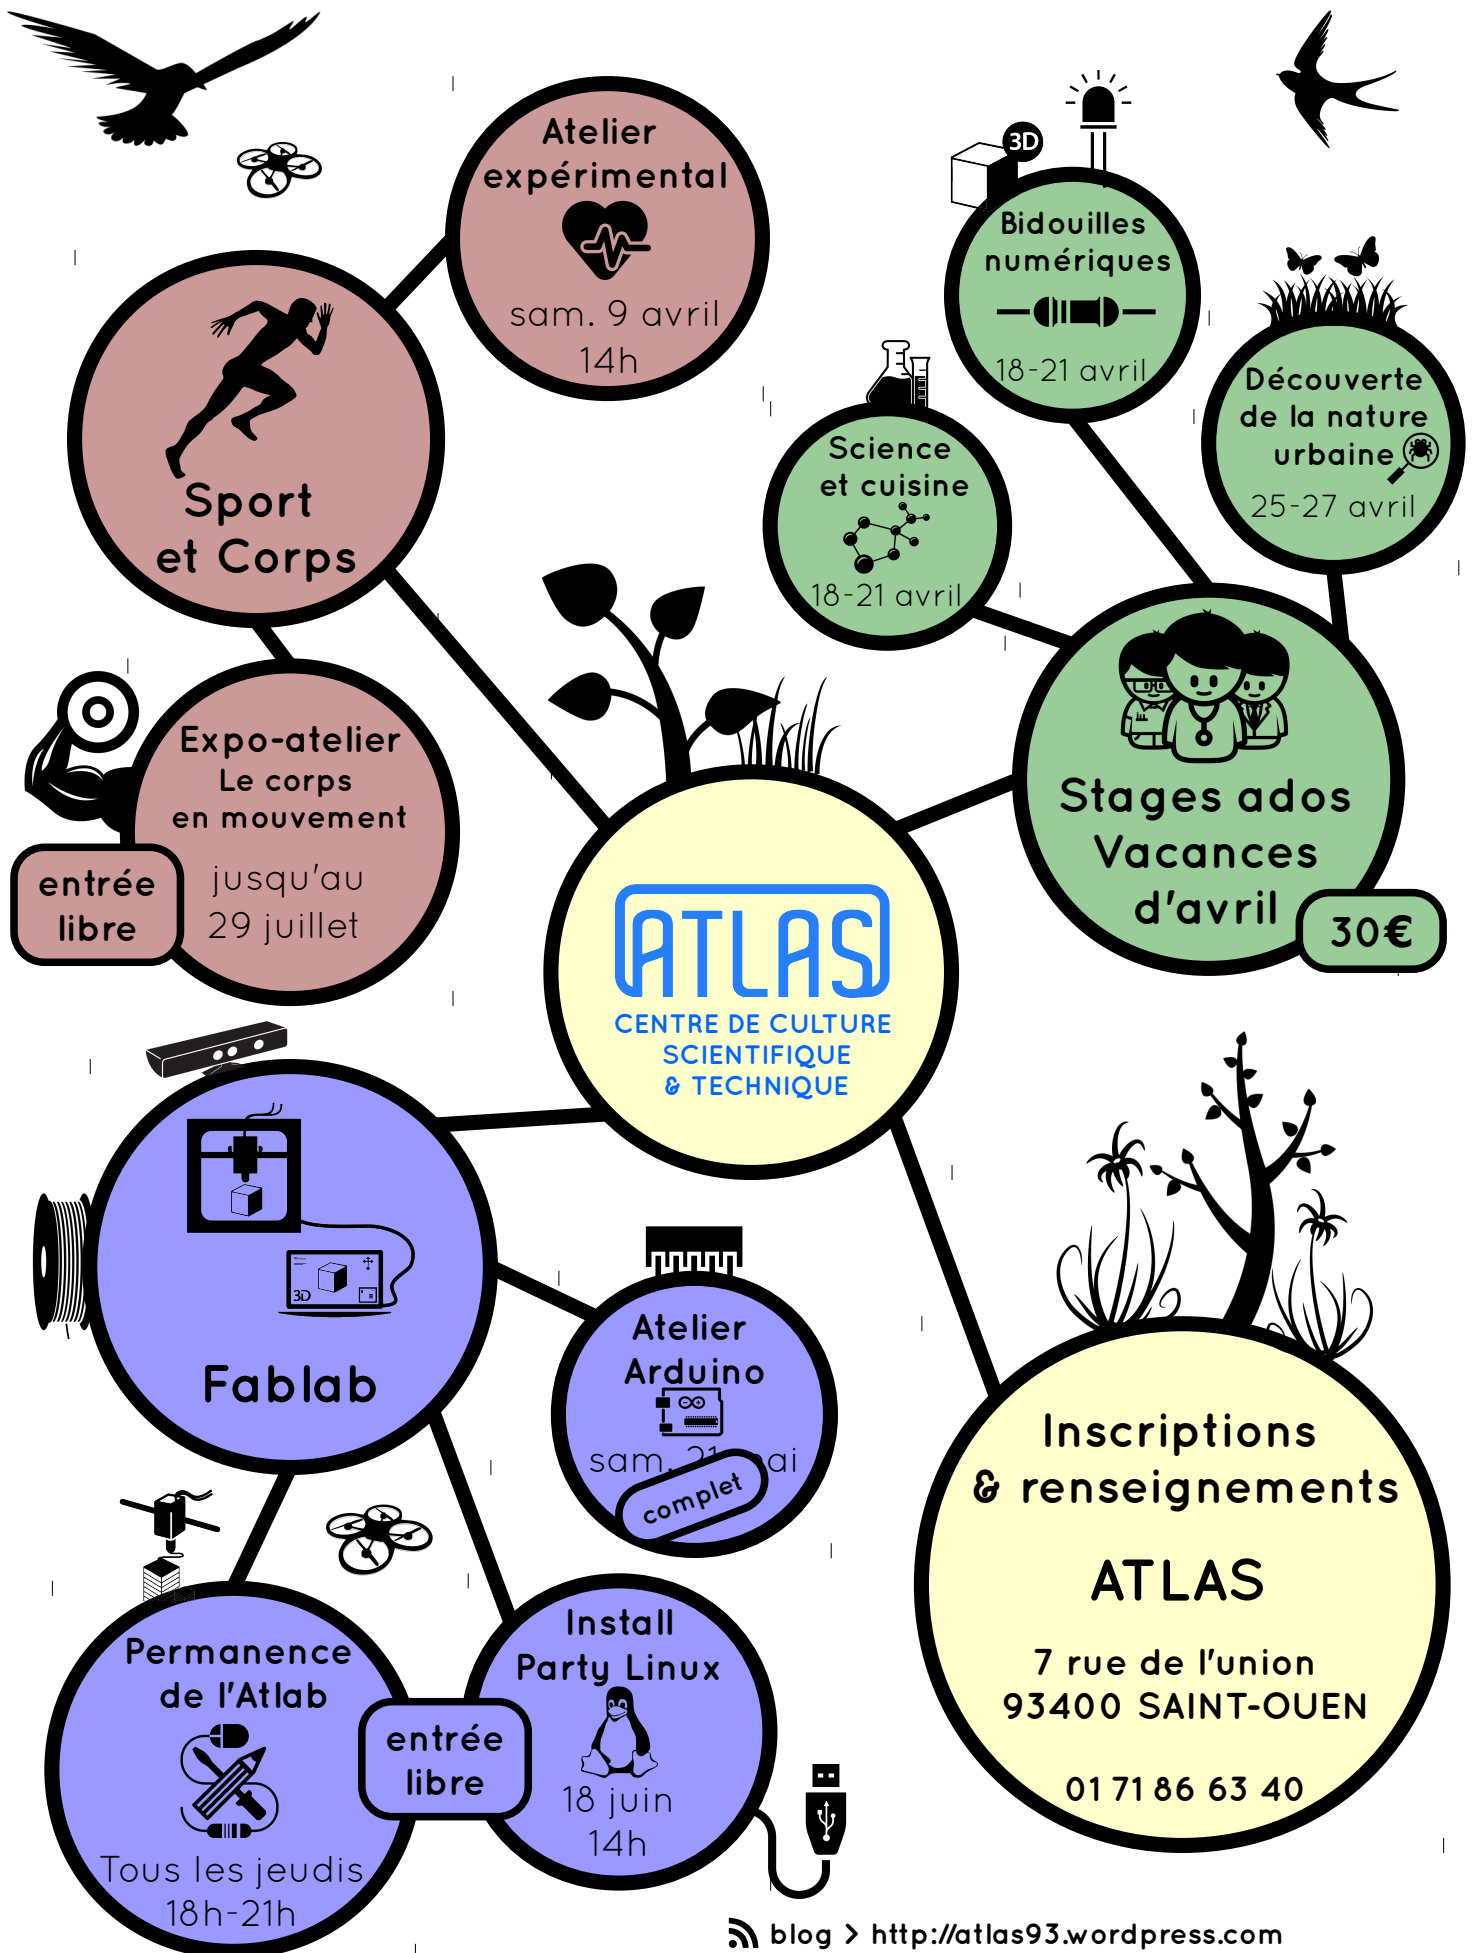 Atelier
expérimental
sam. 9 avril
14h
Sport
et Corps
Expo-atelier
Le corps
en mouvement
jusqu'au
29 juillet
entrée
libre
3D
Bidouilles
numériques
18-21 avril
Découverte
de la nature
urbaine
25-27 avril
Science
et cuisine
18-21 avril
Stages ados
Vacances
d'avril
30€
ATLAS
CENTRE DE CULTURE
SCIENTIFIQUE
& TECHNIQUE
3D
Fablab
Atelier
Arduino
sam. 21 mai
complet
Permanence
de l'Atlab
Tous les jeudis
18h-21h
entrée
libre
Install
Party Linux
18 juin
14h
Inscriptions
& renseignements
ATLAS
7 rue de l'union
93400 SAINT-OUEN
01 71 86 63 40
blog > http://atlas93.wordpress.com